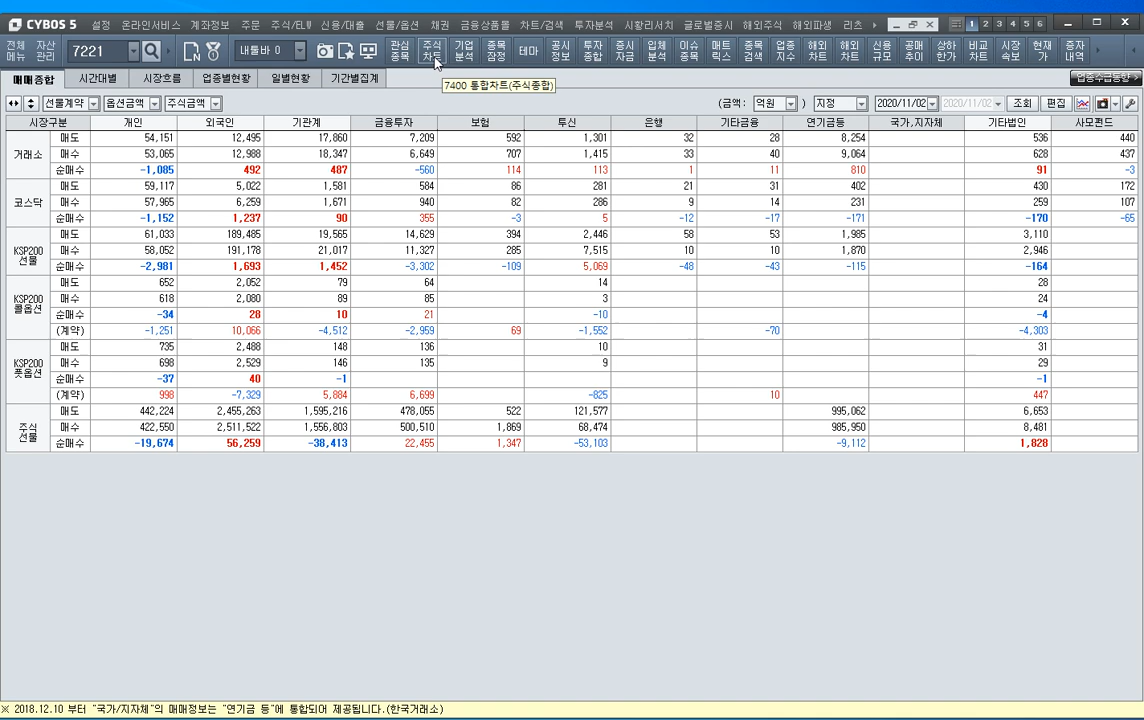 CYBOS 5 설정 온라인서비스 계좌정보 주문 주식/ELW 신용/대출 선물/옵션 채권 금융상품몰 차트/검색 투자분석 시황리서치 글로벌증시 해외주식 해외파생 리츠 1 2 3 4 5 6
전체메뉴 자산관리 7221 내툴바 0 관심종목 주식차트 기업분석 종목잠정 테마 공시정보 투자종합 증시자금 입체분석 이슈종목 매트릭스 종목검색 업종지수 해외차트 해외차트 신용규모 공매추이 상하한가 비교차트 시장속보 현재가 증자내역
7400 통합차트(주식종합)
매매종합 시간대별 시장흐름 업종별현황 일별현황 기간별집계 업종수급동향 >
선물계약 옵션금액 주식금액 (금액: 억원 ) 지정 2020/11/02 2020/11/02 조회 편집
시장구분 개인 외국인 기관계 금융투자 보험 투신 은행 기타금융 연기금등 국가,지자체 기타법인 사모펀드
거래소 매도 54,151 12,495 17,860 7,209 592 1,301 32 28 8,254 536 440
매수 53,065 12,988 18,347 6,649 707 1,415 33 40 9,064 628 437
순매수 -1,085 492 487 -560 114 113 1 11 810 91 -3
코스닥 매도 59,117 5,022 1,581 584 86 281 21 31 402 430 172
매수 57,965 6,259 1,671 940 82 286 9 14 231 259 107
순매수 -1,152 1,237 90 355 -3 5 -12 -17 -171 -170 -65
KSP200 선물 매도 61,033 189,485 19,565 14,629 394 2,446 58 53 1,985 3,110
매수 58,052 191,178 21,017 11,327 285 7,515 10 10 1,870 2,946
순매수 -2,981 1,693 1,452 -3,302 -109 5,069 -48 -43 -115 -164
KSP200 콜옵션 매도 652 2,052 79 64 14 28
매수 618 2,080 89 85 3 24
순매수 -34 28 10 21 -10 -4
(계약) -1,251 10,066 -4,512 -2,959 69 -1,552 -70 -4,303
KSP200 풋옵션 매도 735 2,488 148 136 10 31
매수 698 2,529 146 135 9 29
순매수 -37 40 -1 -1
(계약) 998 -7,329 5,884 6,699 -825 10 447
주식 선물 매도 442,224 2,455,263 1,595,216 478,055 522 121,577 995,062 6,653
매수 422,550 2,511,522 1,556,803 500,510 1,869 68,474 985,950 8,481
순매수 -19,674 56,259 -38,413 22,455 1,347 -53,103 -9,112 1,828
※ 2018.12.10 부터 "국가/지자체"의 매매정보는 "연기금 등"에 통합되어 제공됩니다.(한국거래소)